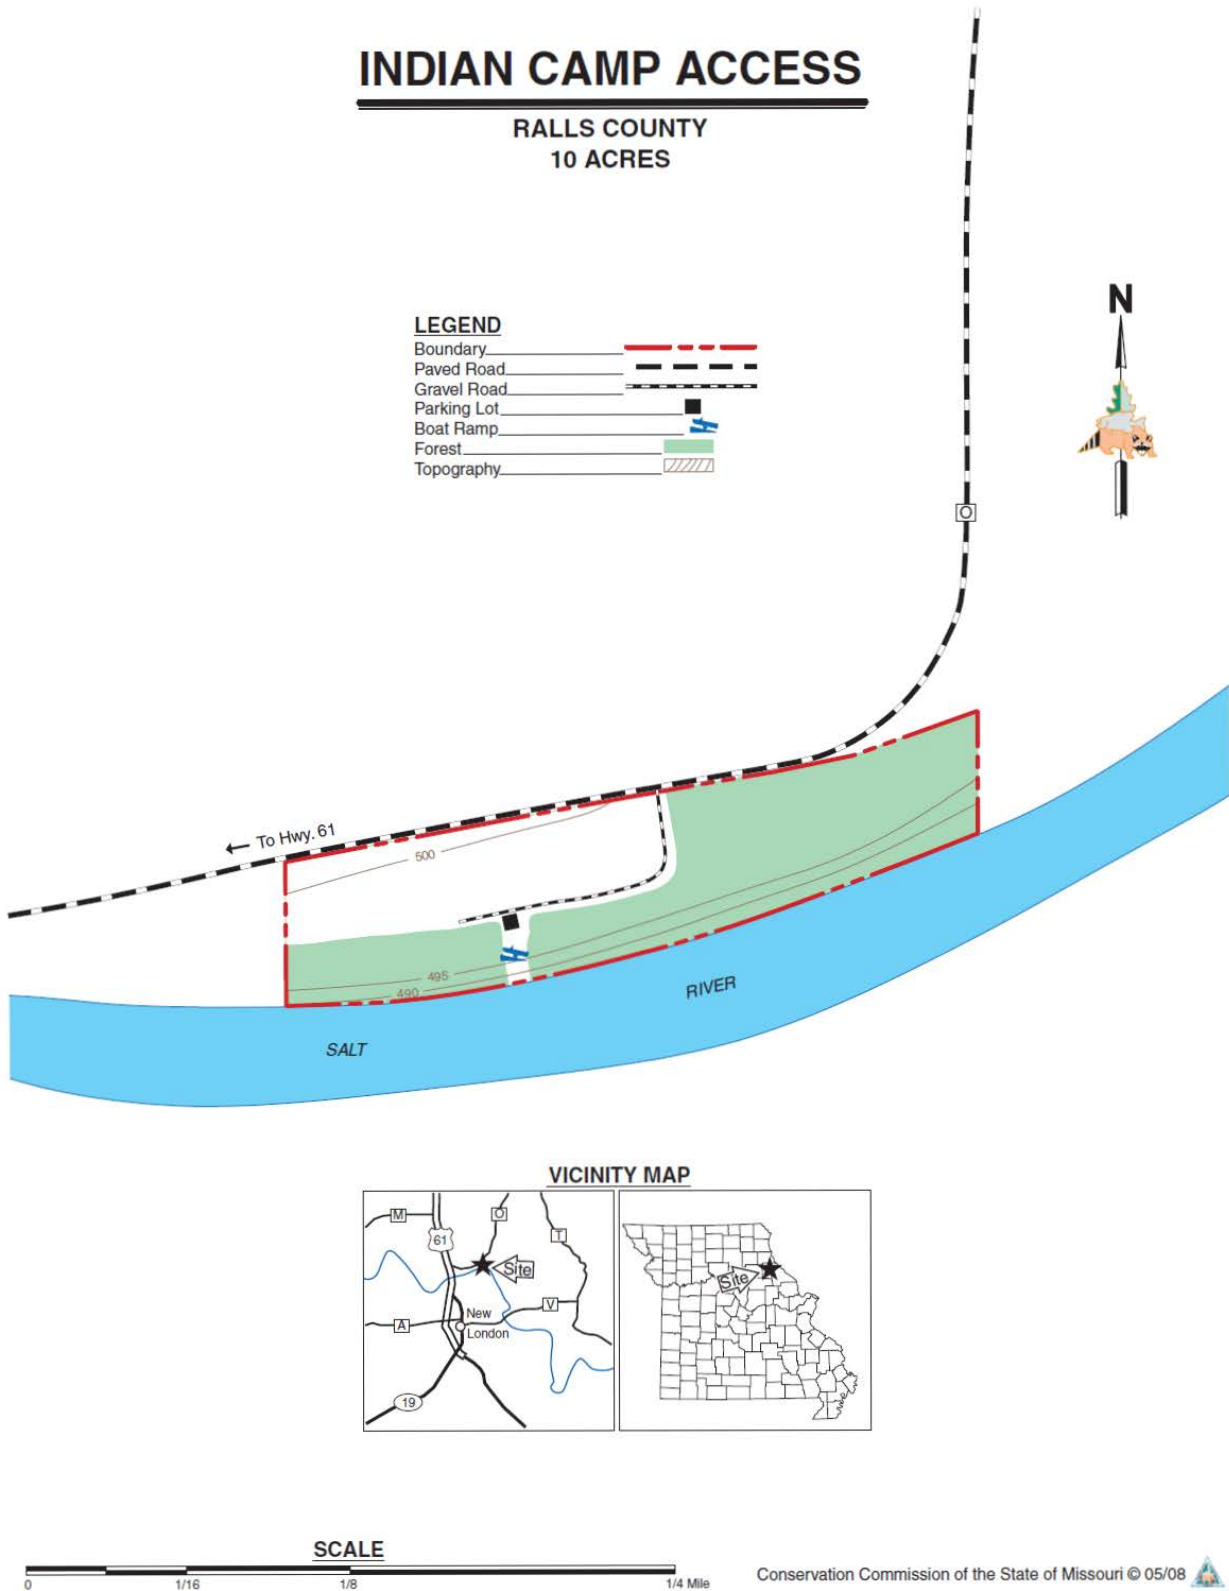 INDIAN CAMP ACCESS
RALLS COUNTY
10 ACRES
N
LEGEND
Boundary
Paved Road
Gravel Road
Parking Lot
Boat Ramp
Forest
Topography
O
To Hwy. 61
500
495
490
RIVER
SALT
VICINITY MAP
M
61
O
T
Site
V
A
New
London
19
Site
SCALE
0
1/16
1/8
1/4 Mile
Conservation Commission of the State of Missouri © 05/08